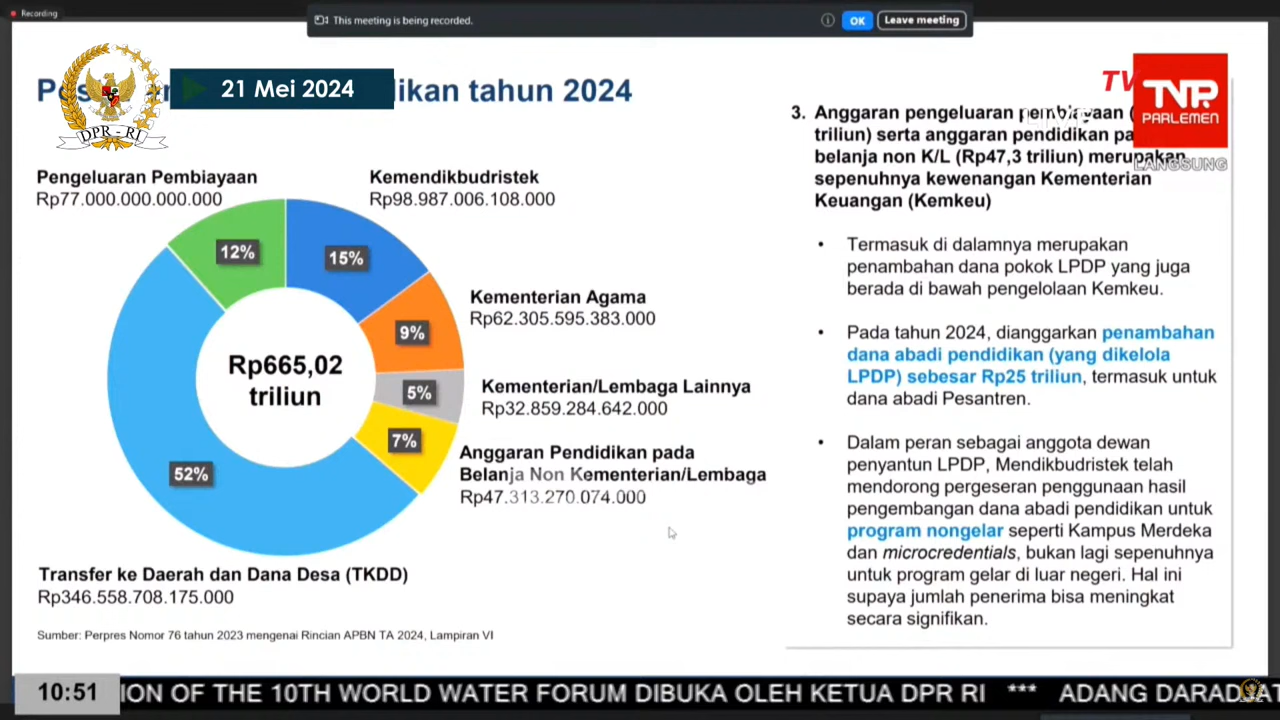 Recording
This meeting is being recorded.
OK
Leave meeting
DPR-RI
21 Mei 2024
dikan tahun 2024
TNP.
PARLEMEN
LIVE
LANGSUNG
Pengeluaran Pembiayaan
Rp77.000.000.000.000
Kemendikbudristek
Rp98.987.006.108.000
12%
15%
Kementerian Agama
Rp62.305.595.383.000
9%
Rp665,02
triliun
Kementerian/Lembaga Lainnya
Rp32.859.284.642.000
5%
7%
Anggaran Pendidikan pada
Belanja Non Kementerian/Lembaga
Rp47.313.270.074.000
52%
Transfer ke Daerah dan Dana Desa (TKDD)
Rp346.558.708.175.000
Sumber: Perpres Nomor 76 tahun 2023 mengenai Rincian APBN TA 2024, Lampiran VI
3. Anggaran pengeluaran pembiayaan
triliun) serta anggaran pendidikan pa
belanja non K/L (Rp47,3 triliun) merupakan
sepenuhnya kewenangan Kementerian
Keuangan (Kemkeu)
• Termasuk di dalamnya merupakan
penambahan dana pokok LPDP yang juga
berada di bawah pengelolaan Kemkeu.
• Pada tahun 2024, dianggarkan penambahan
dana abadi pendidikan (yang dikelola
LPDP) sebesar Rp25 triliun, termasuk untuk
dana abadi Pesantren.
• Dalam peran sebagai anggota dewan
penyantun LPDP, Mendikbudristek telah
mendorong pergeseran penggunaan hasil
pengembangan dana abadi pendidikan untuk
program nongelar seperti Kampus Merdeka
dan microcredentials, bukan lagi sepenuhnya
untuk program gelar di luar negeri. Hal ini
supaya jumlah penerima bisa meningkat
secara signifikan.
10:51
ION OF THE 10TH WORLD WATER FORUM DIBUKA OLEH KETUA DPR RI *** ADANG DARADJAT